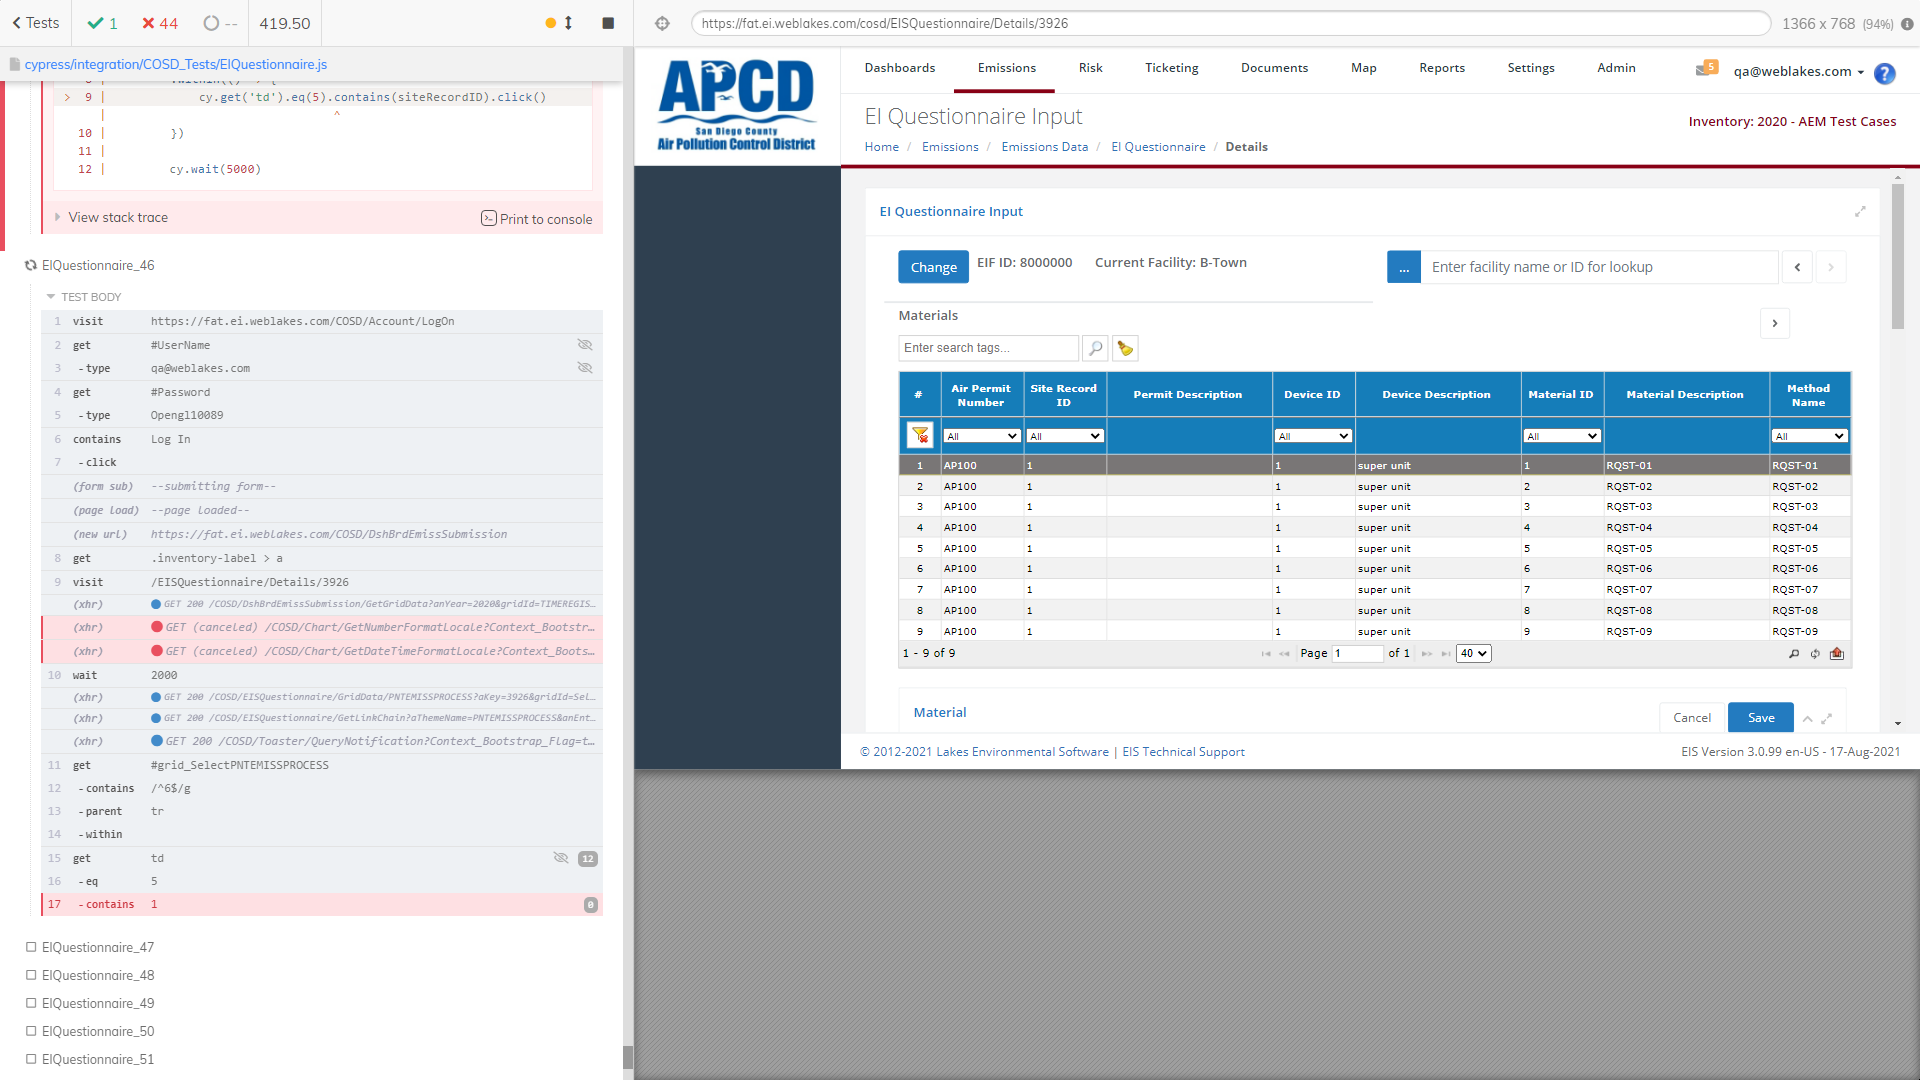 Tests
1
44
--
419.50
cypress/integration/COSD_Tests/EIQuestionnaire.js
> 9 | cy.get('td').eq(5).contains(siteRecordID).click()
| ^
10 | })
11 |
12 | cy.wait(5000)
View stack trace
Print to console
EIQuestionnaire_46
TEST BODY
1 visit https://fat.ei.weblakes.com/COSD/Account/LogOn
2 get #UserName
3 -type qa@weblakes.com
4 get #Password
5 -type Opengl10089
6 contains Log In
7 -click
(form sub) --submitting form--
(page load) --page loaded--
(new url) https://fat.ei.weblakes.com/COSD/DshBrdEmissSubmission
8 get .inventory-label > a
9 visit /EISQuestionnaire/Details/3926
(xhr) GET 200 /COSD/DshBrdEmissSubmission/GetGridData?anYear=2020&gridId=TIMEREGIS...
(xhr) GET (canceled) /COSD/Chart/GetNumberFormatLocale?Context_Bootstr...
(xhr) GET (canceled) /COSD/Chart/GetDateTimeFormatLocale?Context_Boots...
10 wait 2000
(xhr) GET 200 /COSD/EISQuestionnaire/GridData/PNTEMISSPROCESS?aKey=3926&gridId=Sel...
(xhr) GET 200 /COSD/EISQuestionnaire/GetLinkChain?aThemeName=PNTEMISSPROCESS&anEnt...
(xhr) GET 200 /COSD/Toaster/QueryNotification?Context_Bootstrap_Flag=t...
11 get #grid_SelectPNTEMISSPROCESS
12 -contains /^6$/g
13 -parent tr
14 -within
15 get td 12
16 -eq 5
17 -contains 1 0
EIQuestionnaire_47
EIQuestionnaire_48
EIQuestionnaire_49
EIQuestionnaire_50
EIQuestionnaire_51
https://fat.ei.weblakes.com/cosd/EISQuestionnaire/Details/3926
1366 x 768 (94%)
APCD
San Diego County
Air Pollution Control District
Dashboards Emissions Risk Ticketing Documents Map Reports Settings Admin
5
qa@weblakes.com
?
EI Questionnaire Input
Inventory: 2020 - AEM Test Cases
Home / Emissions / Emissions Data / EI Questionnaire / Details
EI Questionnaire Input
Change EIF ID: 8000000 Current Facility: B-Town
... Enter facility name or ID for lookup
Materials
Enter search tags...
# Air Permit Number Site Record ID Permit Description Device ID Device Description Material ID Material Description Method Name
All All All All All
1 AP100 1 1 super unit 1 RQST-01 RQST-01
2 AP100 1 1 super unit 2 RQST-02 RQST-02
3 AP100 1 1 super unit 3 RQST-03 RQST-03
4 AP100 1 1 super unit 4 RQST-04 RQST-04
5 AP100 1 1 super unit 5 RQST-05 RQST-05
6 AP100 1 1 super unit 6 RQST-06 RQST-06
7 AP100 1 1 super unit 7 RQST-07 RQST-07
8 AP100 1 1 super unit 8 RQST-08 RQST-08
9 AP100 1 1 super unit 9 RQST-09 RQST-09
1 - 9 of 9
Page 1 of 1 40
Material
Cancel Save
© 2012-2021 Lakes Environmental Software | EIS Technical Support
EIS Version 3.0.99 en-US - 17-Aug-2021